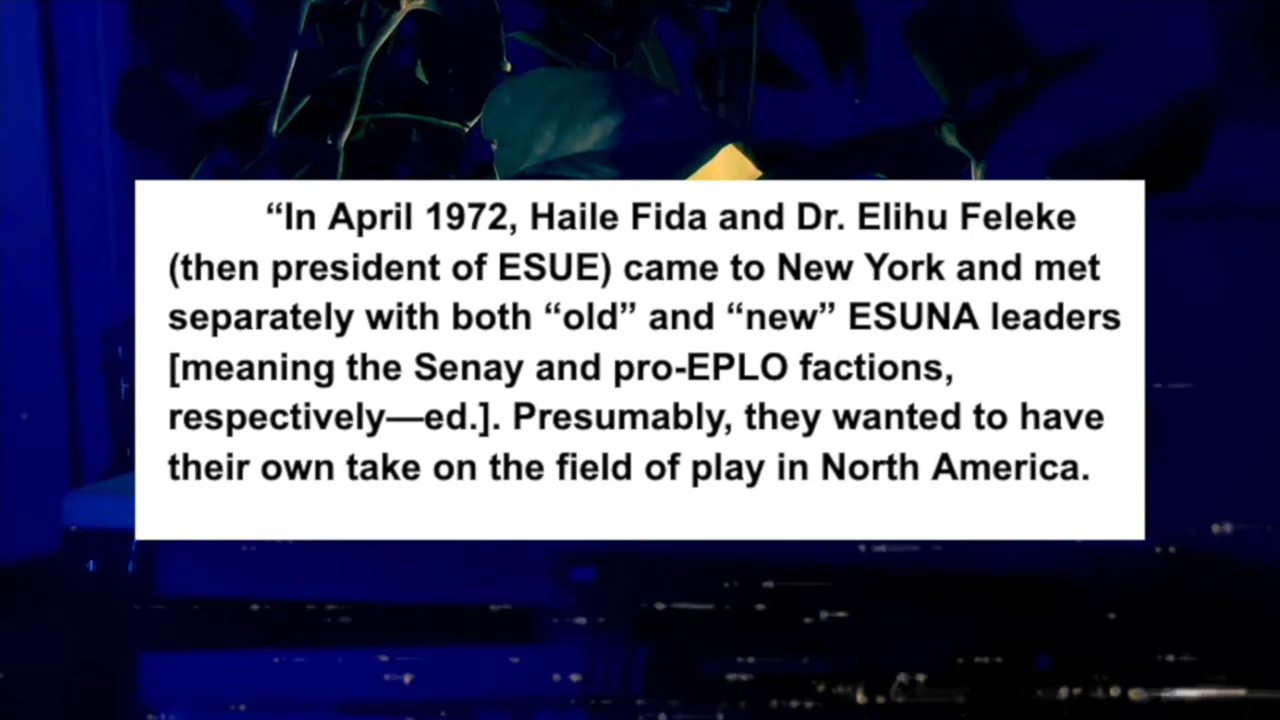 “In April 1972, Haile Fida and Dr. Elihu Feleke
(then president of ESUE) came to New York and met
separately with both “old” and “new” ESUNA leaders
[meaning the Senay and pro-EPLO factions,
respectively—ed.]. Presumably, they wanted to have
their own take on the field of play in North America.